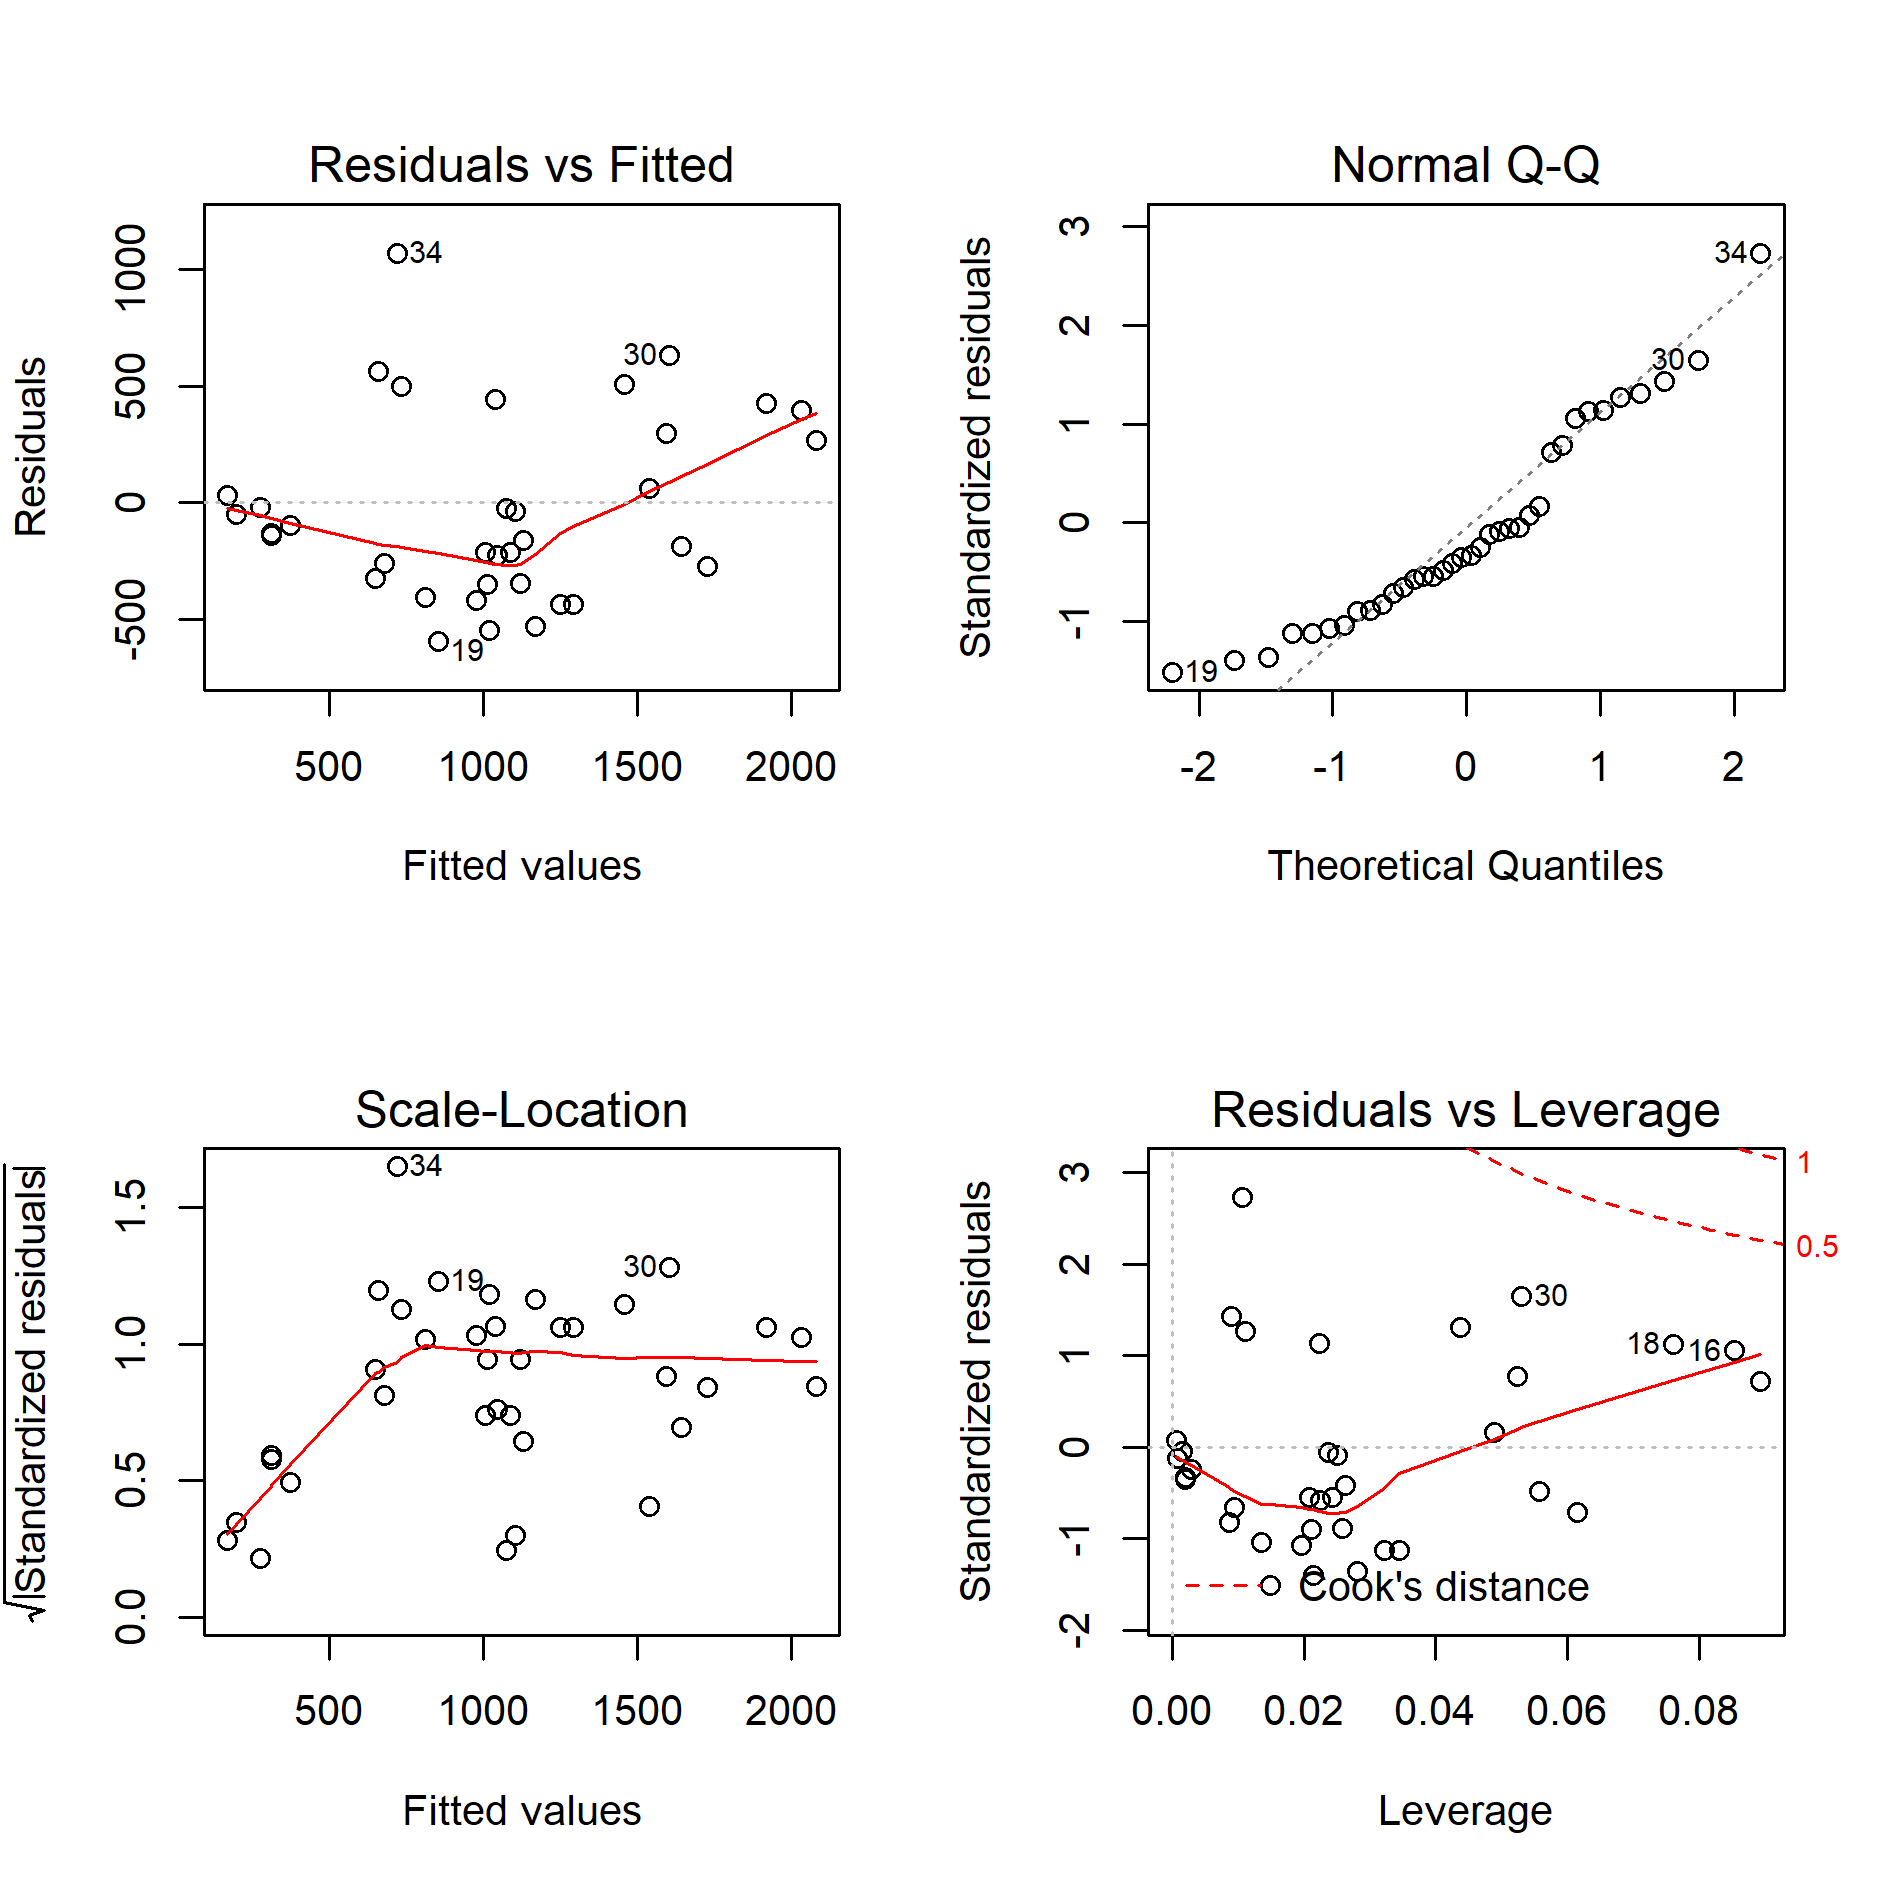 Residuals vs Fitted
Residuals
-500 0 500 1000
34
30
19
500 1000 1500 2000
Fitted values
Normal Q-Q
Standardized residuals
-1 0 1 2 3
34
30
19
-2 -1 0 1 2
Theoretical Quantiles
Scale-Location
√|Standardized residuals|
0.0 0.5 1.0 1.5
34
19
30
500 1000 1500 2000
Fitted values
Residuals vs Leverage
Standardized residuals
-2 -1 0 1 2 3
1
0.5
30
18
16
Cook's distance
0.00 0.02 0.04 0.06 0.08
Leverage